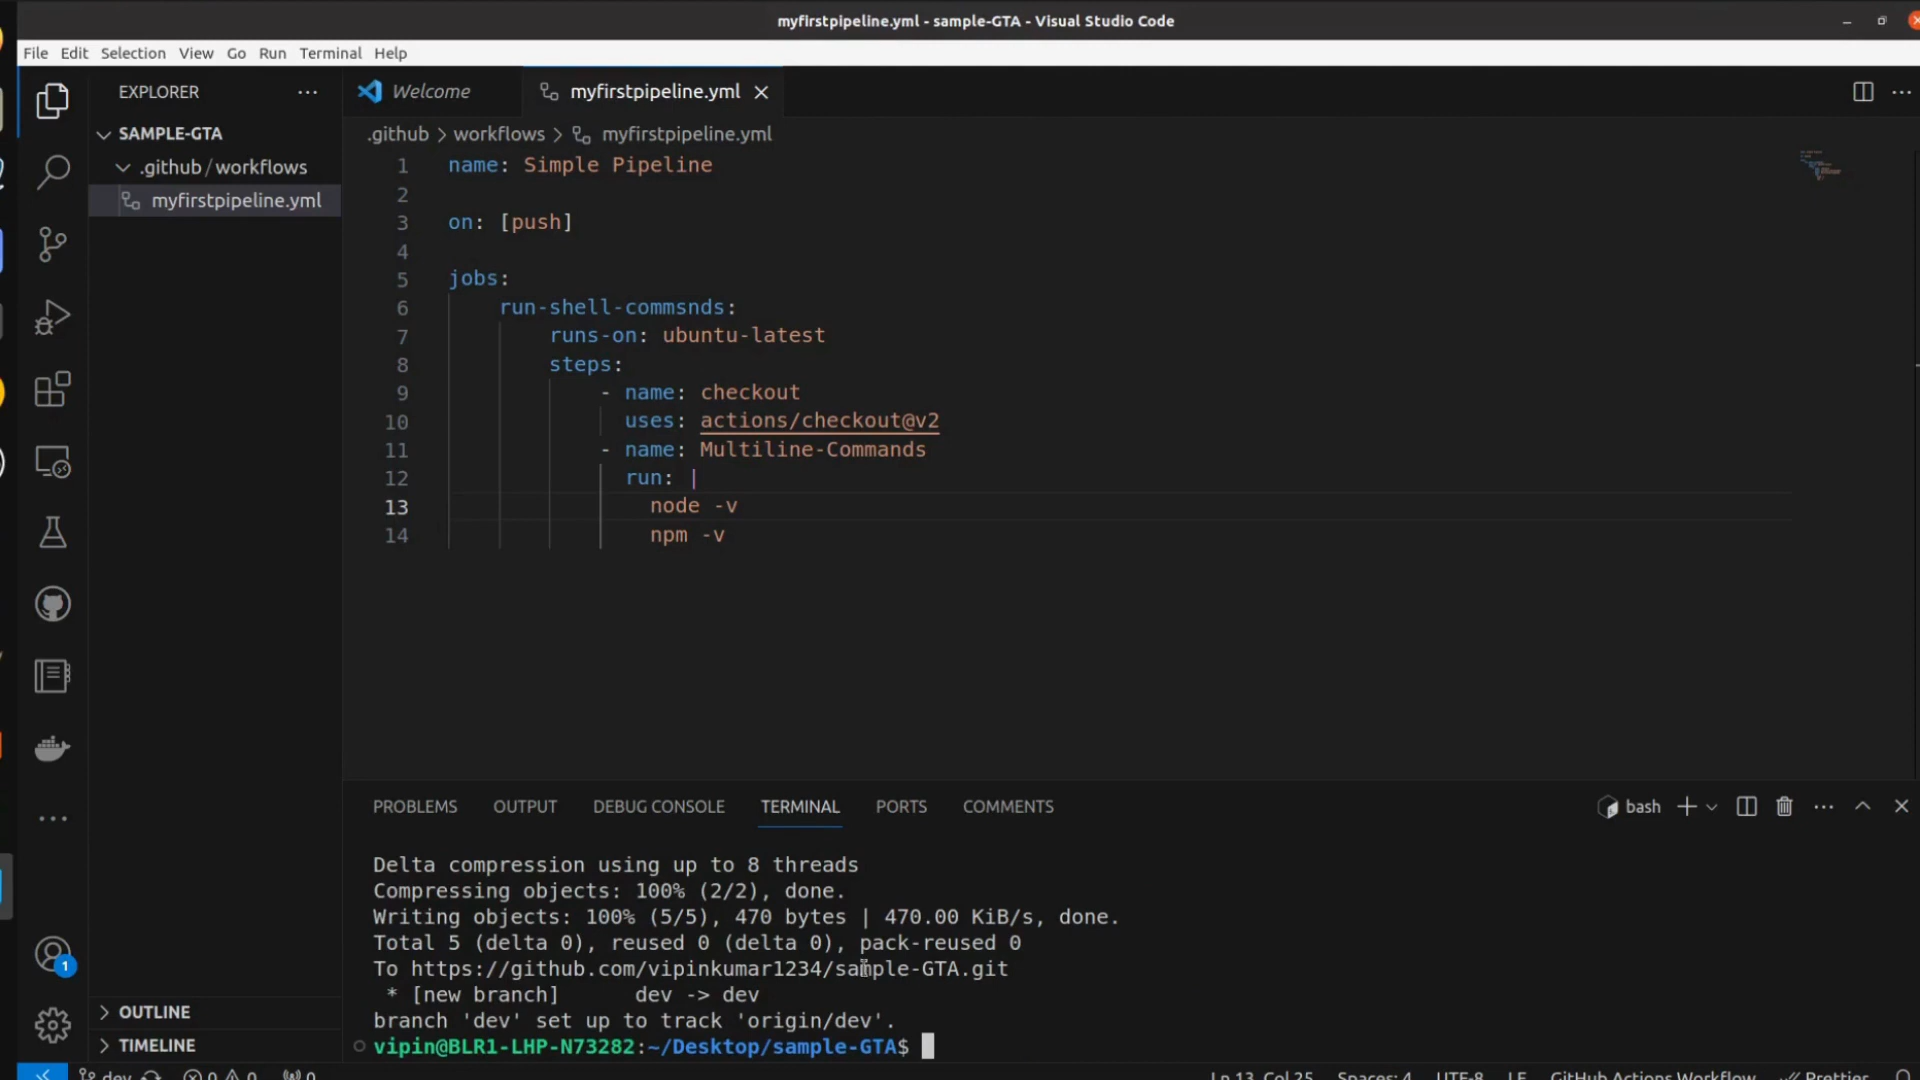 myfirstpipeline.yml - sample-GTA - Visual Studio Code
File Edit Selection View Go Run Terminal Help
EXPLORER
Welcome
myfirstpipeline.yml
SAMPLE-GTA
.github / workflows
myfirstpipeline.yml
.github > workflows > myfirstpipeline.yml
1 name: Simple Pipeline
2
3 on: [push]
4
5 jobs:
6 run-shell-commsnds:
7 runs-on: ubuntu-latest
8 steps:
9 - name: checkout
10 uses: actions/checkout@v2
11 - name: Multiline-Commands
12 run: |
13 node -v
14 npm -v
PROBLEMS OUTPUT DEBUG CONSOLE TERMINAL PORTS COMMENTS
bash
Delta compression using up to 8 threads
Compressing objects: 100% (2/2), done.
Writing objects: 100% (5/5), 470 bytes | 470.00 KiB/s, done.
Total 5 (delta 0), reused 0 (delta 0), pack-reused 0
To https://github.com/vipinkumar1234/sample-GTA.git
* [new branch] dev -> dev
branch 'dev' set up to track 'origin/dev'.
vipin@BLR1-LHP-N73282:~/Desktop/sample-GTA$
1
OUTLINE
TIMELINE
dev 0 0 0
Ln 13, Col 25 Spaces: 4 UTF-8 LF GitHub Actions Workflow Prettier